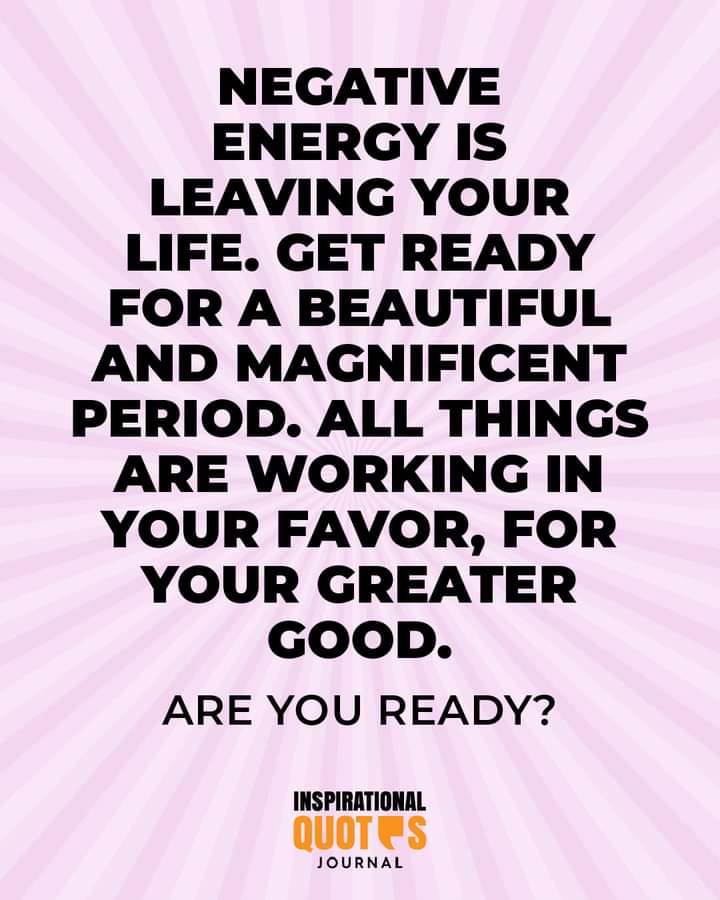 NEGATIVE
ENERGY IS
LEAVING YOUR
LIFE. GET READY
FOR A BEAUTIFUL
AND MAGNIFICENT
PERIOD. ALL THINGS
ARE WORKING IN
YOUR FAVOR, FOR
YOUR GREATER
GOOD.
ARE YOU READY?
INSPIRATIONAL
QUOTES
JOURNAL